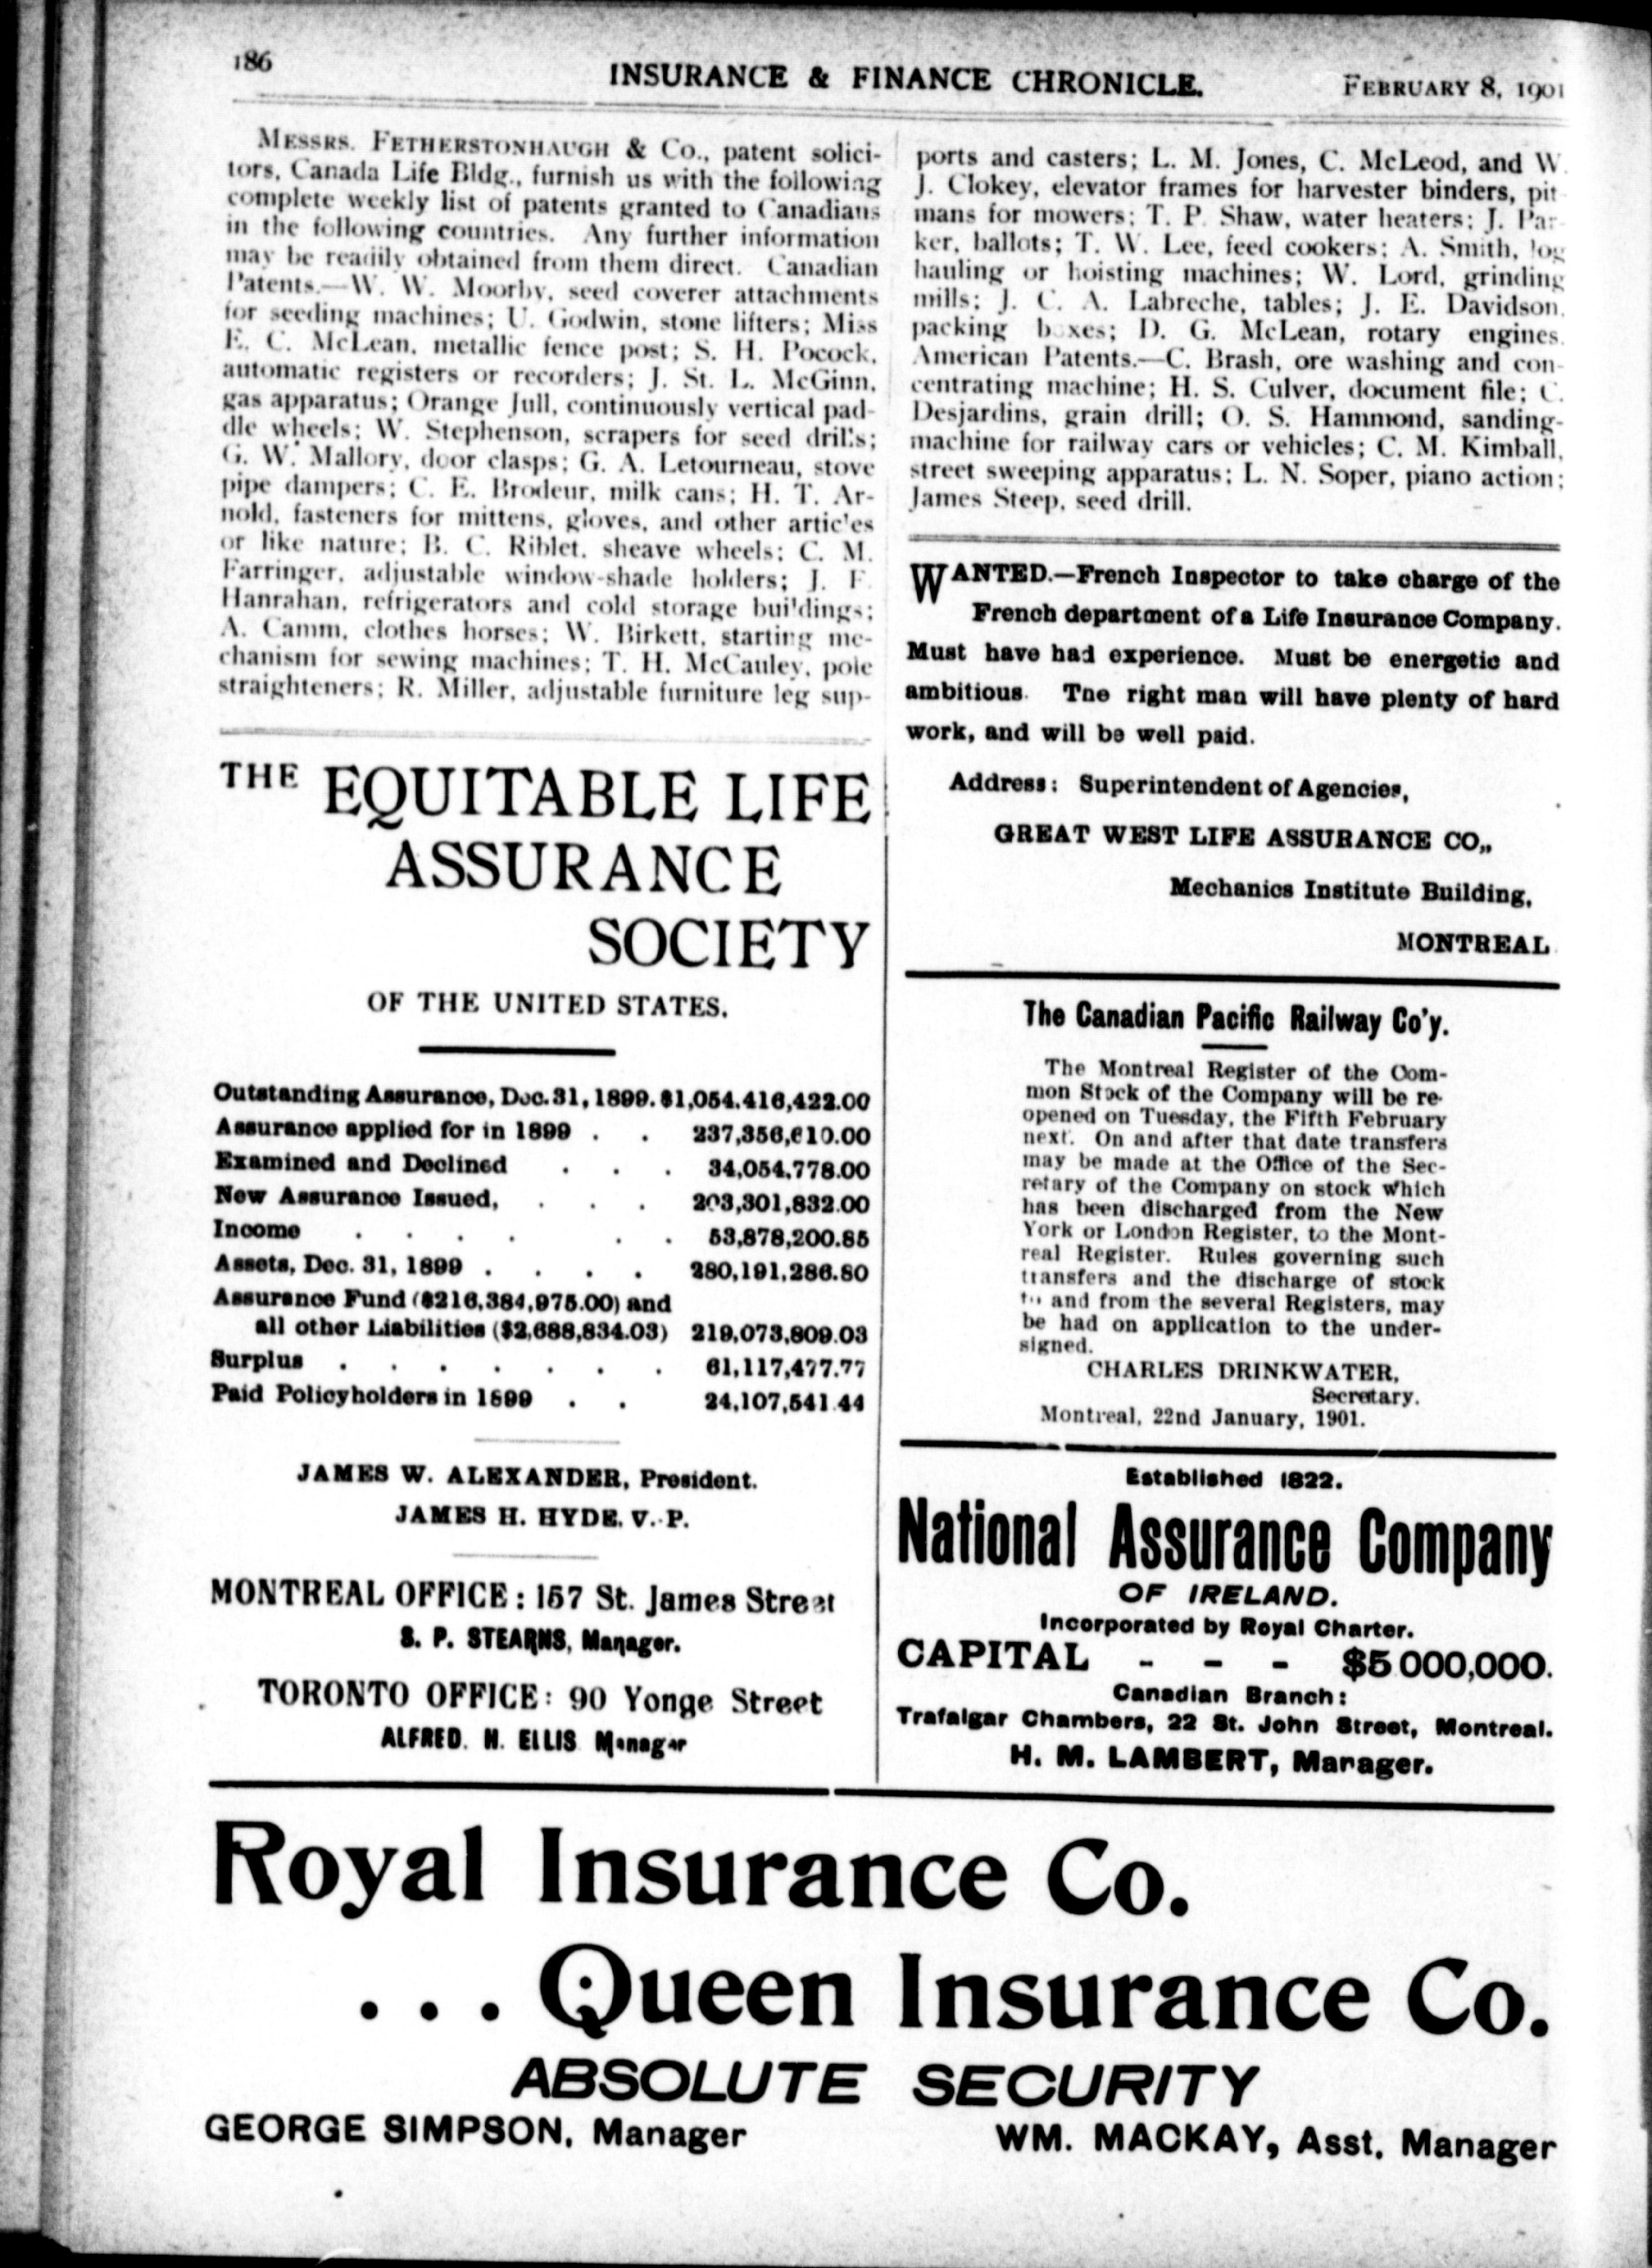 186
INSURANCE & FINANCE CHRONICLE.
FEBRUARY 8, 1901
MESSRS. FETHERSTONHAUGH & Co., patent solici-
tors, Canada Life Bldg., furnish us with the following
complete weekly list of patents granted to Canadians
in the following countries. Any further information
may be readily obtained from them direct. Canadian
Patents.—W. W. Moorby, seed coverer attachments
for seeding machines; U. Godwin, stone lifters; Miss
E. C. McLean, metallic fence post; S. H. Pocock,
automatic registers or recorders; J. St. L. McGinn,
gas apparatus; Orange Jull, continuously vertical pad-
dle wheels; W. Stephenson, scrapers for seed drills;
G. W. Mallory, door clasps; G. A. Letourneau, stove
pipe dampers; C. E. Brodeur, milk cans; H. T. Ar-
nold, fasteners for mittens, gloves, and other articles
or like nature; B. C. Riblet, sheave wheels; C. M.
Farringer, adjustable window-shade holders; J. F
Hanrahan, refrigerators and cold storage buildings;
A. Camm, clothes horses; W. Birkett, starting me-
chanism for sewing machines; T. H. McCauley, pole
straighteners; R. Miller, adjustable furniture leg sup-
ports and casters; L. M. Jones, C. McLeod, and W.
J. Clokey, elevator frames for harvester binders, pit
mans for mowers; T. P. Shaw, water heaters; J. Par-
ker, ballots; T. W. Lee, feed cookers; A. Smith, log
hauling or hoisting machines; W. Lord, grinding
mills; J. C. A. Labreche, tables; J. E. Davidson,
packing b xes; D. G. McLean, rotary engines.
American Patents.—C. Brash, ore washing and con-
centrating machine; H. S. Culver, document file; C.
Desjardins, grain drill; O. S. Hammond, sanding-
machine for railway cars or vehicles; C. M. Kimball,
street sweeping apparatus; L. N. Soper, piano action;
James Steep, seed drill.
THE EQUITABLE LIFE
ASSURANCE
SOCIETY
OF THE UNITED STATES.
Outstanding Assurance, Dec. 31, 1899. $1,054.416,422.00
Assurance applied for in 1899 . . 237,356,610.00
Examined and Declined . . . 34,054.778.00
New Assurance Issued, . . . 203,301,832.00
Income . . . . . . 53,878,200.85
Assets, Dec. 31, 1899 . . . . 280,191,286.80
Assurance Fund ($216,384,975.00) and
all other Liabilities ($2,688,834.03) 219,073,809.03
Surplus . . . . . . . 61,117,477.77
Paid Policyholders in 1899 . . 24,107,541.44
JAMES W. ALEXANDER, President.
JAMES H. HYDE, V.-P.
MONTREAL OFFICE: 157 St. James Street
S. P. STEARNS, Manager.
TORONTO OFFICE: 90 Yonge Street
ALFRED. H. ELLIS Manager
WANTED.—French Inspector to take charge of the
French department of a Life Insurance Company.
Must have had experience. Must be energetic and
ambitious. Tne right man will have plenty of hard
work, and will be well paid.
Address: Superintendent of Agencies,
GREAT WEST LIFE ASSURANCE CO,,
Mechanics Institute Building,
MONTREAL
The Canadian Pacific Railway Co'y.
The Montreal Register of the Com-
mon Stock of the Company will be re-
opened on Tuesday, the Fifth February
next. On and after that date transfers
may be made at the Office of the Sec-
retary of the Company on stock which
has been discharged from the New
York or London Register, to the Mont-
real Register. Rules governing such
transfers and the discharge of stock
to and from the several Registers, may
be had on application to the under-
signed.
CHARLES DRINKWATER,
Secretary.
Montreal, 22nd January, 1901.
Established 1822.
National Assurance Company
OF IRELAND.
Incorporated by Royal Charter.
CAPITAL - - - $5 000,000.
Canadian Branch:
Trafalgar Chambers, 22 St. John Street, Montreal.
H. M. LAMBERT, Manager.
Royal Insurance Co.
. . . Queen Insurance Co.
ABSOLUTE SECURITY
GEORGE SIMPSON, Manager
WM. MACKAY, Asst. Manager